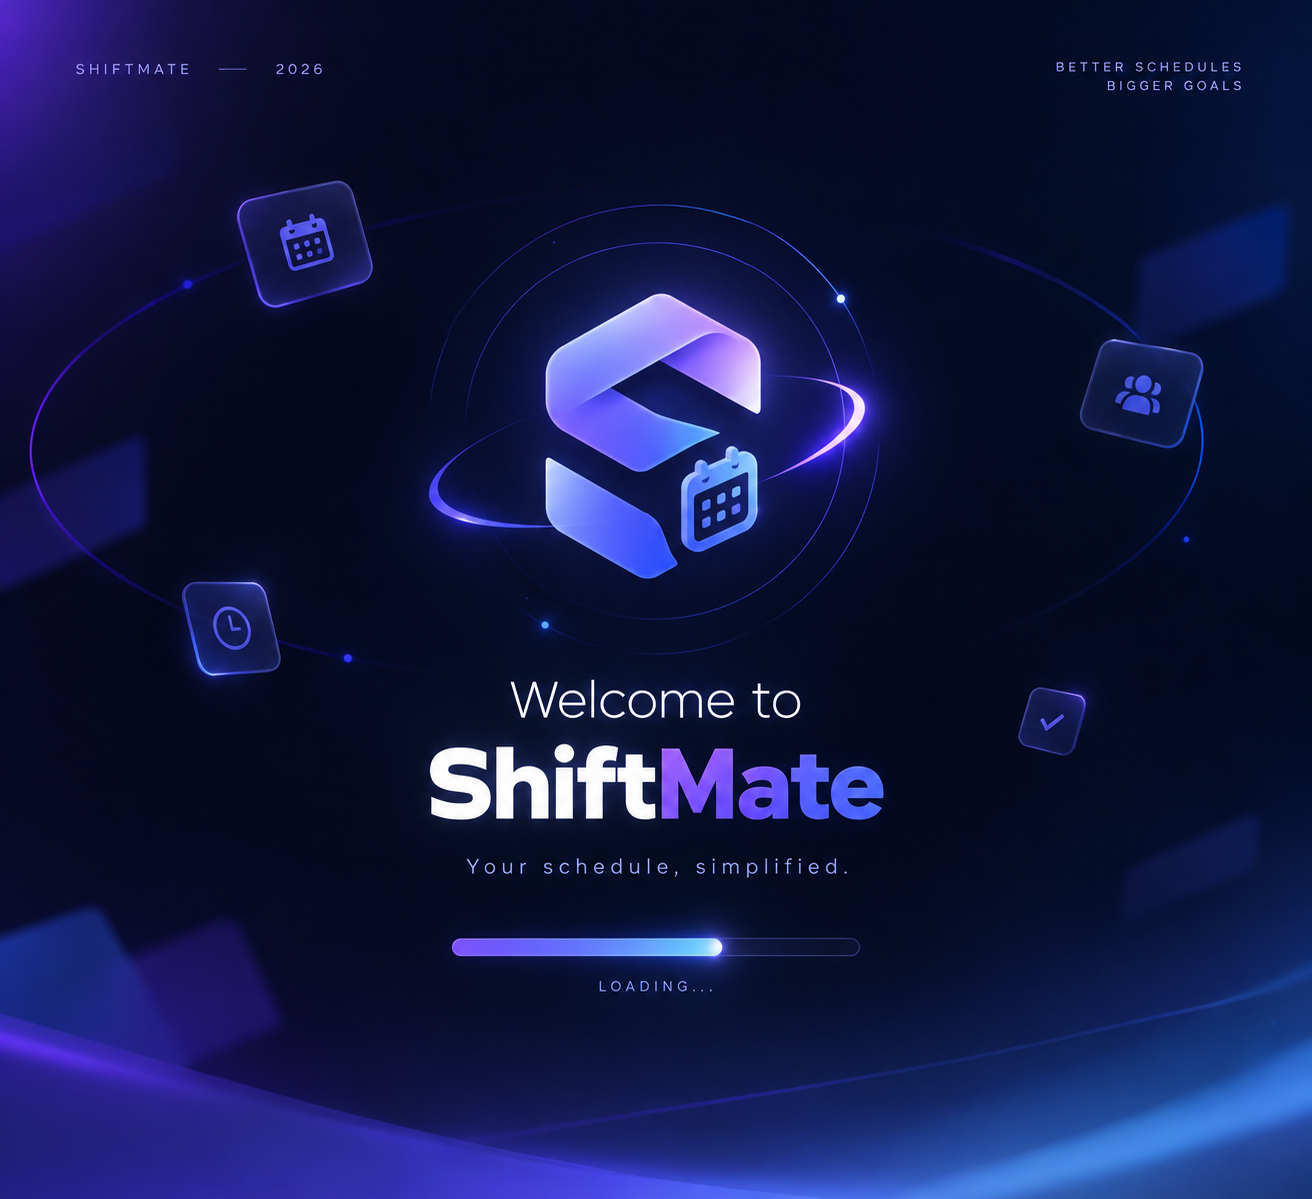 SHIFTMATE — 2026
BETTER SCHEDULES
BIGGER GOALS
Welcome to
ShiftMate
Your schedule, simplified.
LOADING...